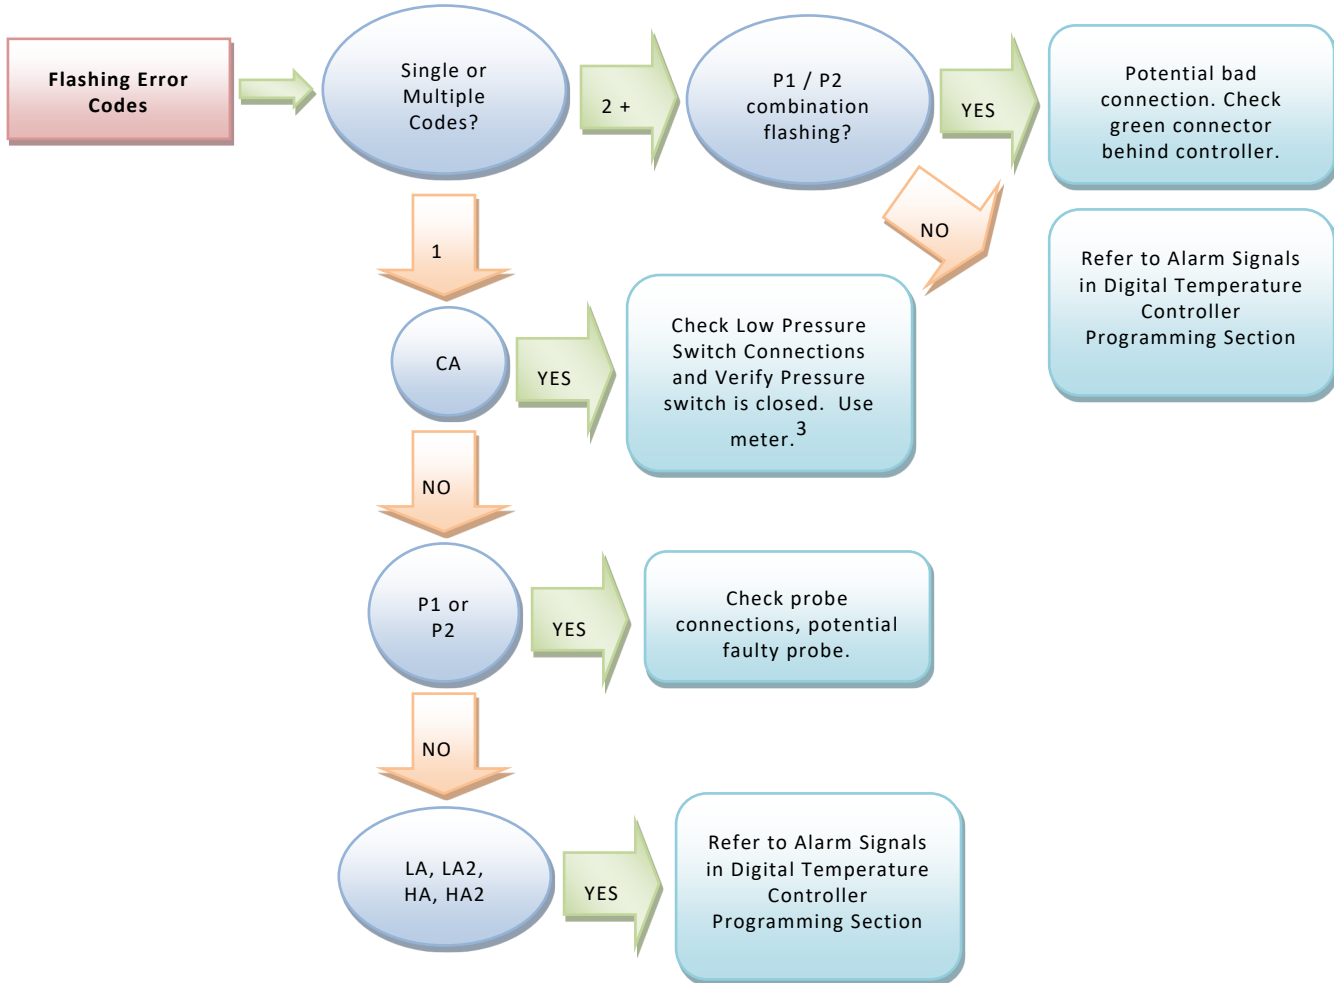 Flashing Error
Codes
Single or
Multiple
Codes?
2 +
P1 / P2
combination
flashing?
YES
Potential bad
connection. Check
green connector
behind controller.
NO
Refer to Alarm Signals
in Digital Temperature
Controller
Programming Section
1
CA
YES
Check Low Pressure
Switch Connections
and Verify Pressure
switch is closed.  Use
meter.3
NO
P1 or
P2
YES
Check probe
connections, potential
faulty probe.
NO
LA, LA2,
HA, HA2
YES
Refer to Alarm Signals
in Digital Temperature
Controller
Programming Section